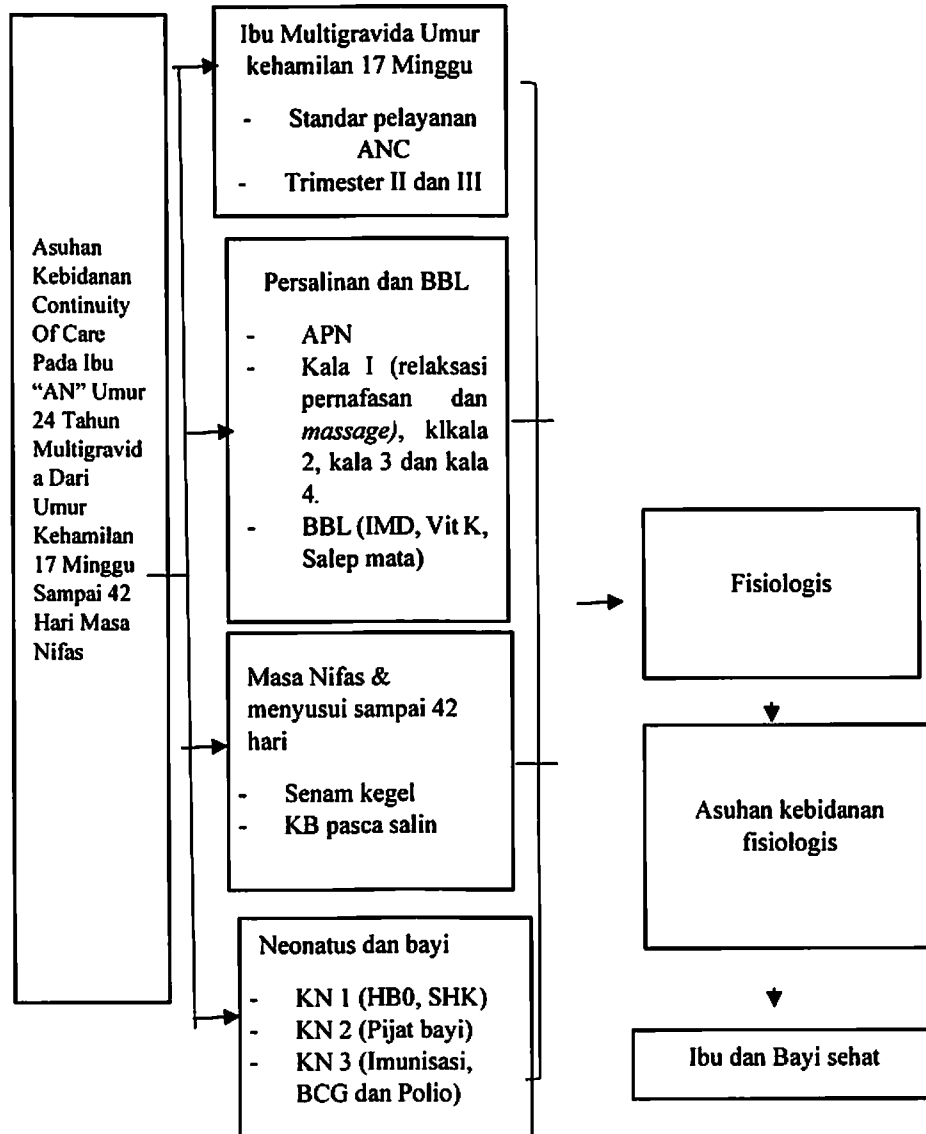 Asuhan
Kebidanan
Continuity
Of Care
Pada Ibu
“AN” Umur
24 Tahun
Multigravid
a Dari
Umur
Kehamilan
17 Minggu
Sampai 42
Hari Masa
Nifas
Ibu Multigravida Umur
kehamilan 17 Minggu
- Standar pelayanan
ANC
- Trimester II dan III
Persalinan dan BBL
- APN
- Kala I (relaksasi
pernafasan dan
massage), klkala
2, kala 3 dan kala
4.
- BBL (IMD, Vit K,
Salep mata)
Masa Nifas &
menyusui sampai 42
hari
- Senam kegel
- KB pasca salin
Neonatus dan bayi
- KN 1 (HB0, SHK)
- KN 2 (Pijat bayi)
- KN 3 (Imunisasi,
BCG dan Polio)
Fisiologis
Asuhan kebidanan
fisiologis
Ibu dan Bayi sehat